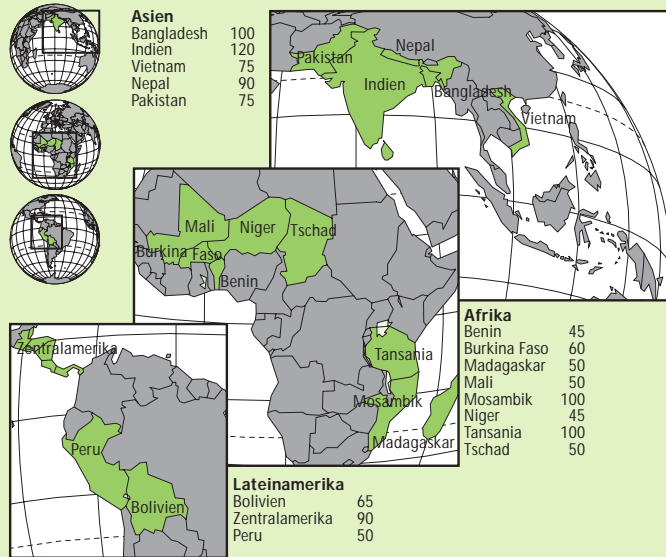 Asien
Bangladesh 100
Indien 120
Vietnam 75
Nepal 90
Pakistan 75
Nepal
Pakistan
Indien
Bangladesh
Vietnam
Mali
Niger
Tschad
Burkina Faso
Benin
Tansania
Mosambik
Madagaskar
Afrika
Benin 45
Burkina Faso 60
Madagaskar 50
Mali 50
Mosambik 100
Niger 45
Tansania 100
Tschad 50
Zentralamerika
Peru
Bolivien
Lateinamerika
Bolivien 65
Zentralamerika 90
Peru 50